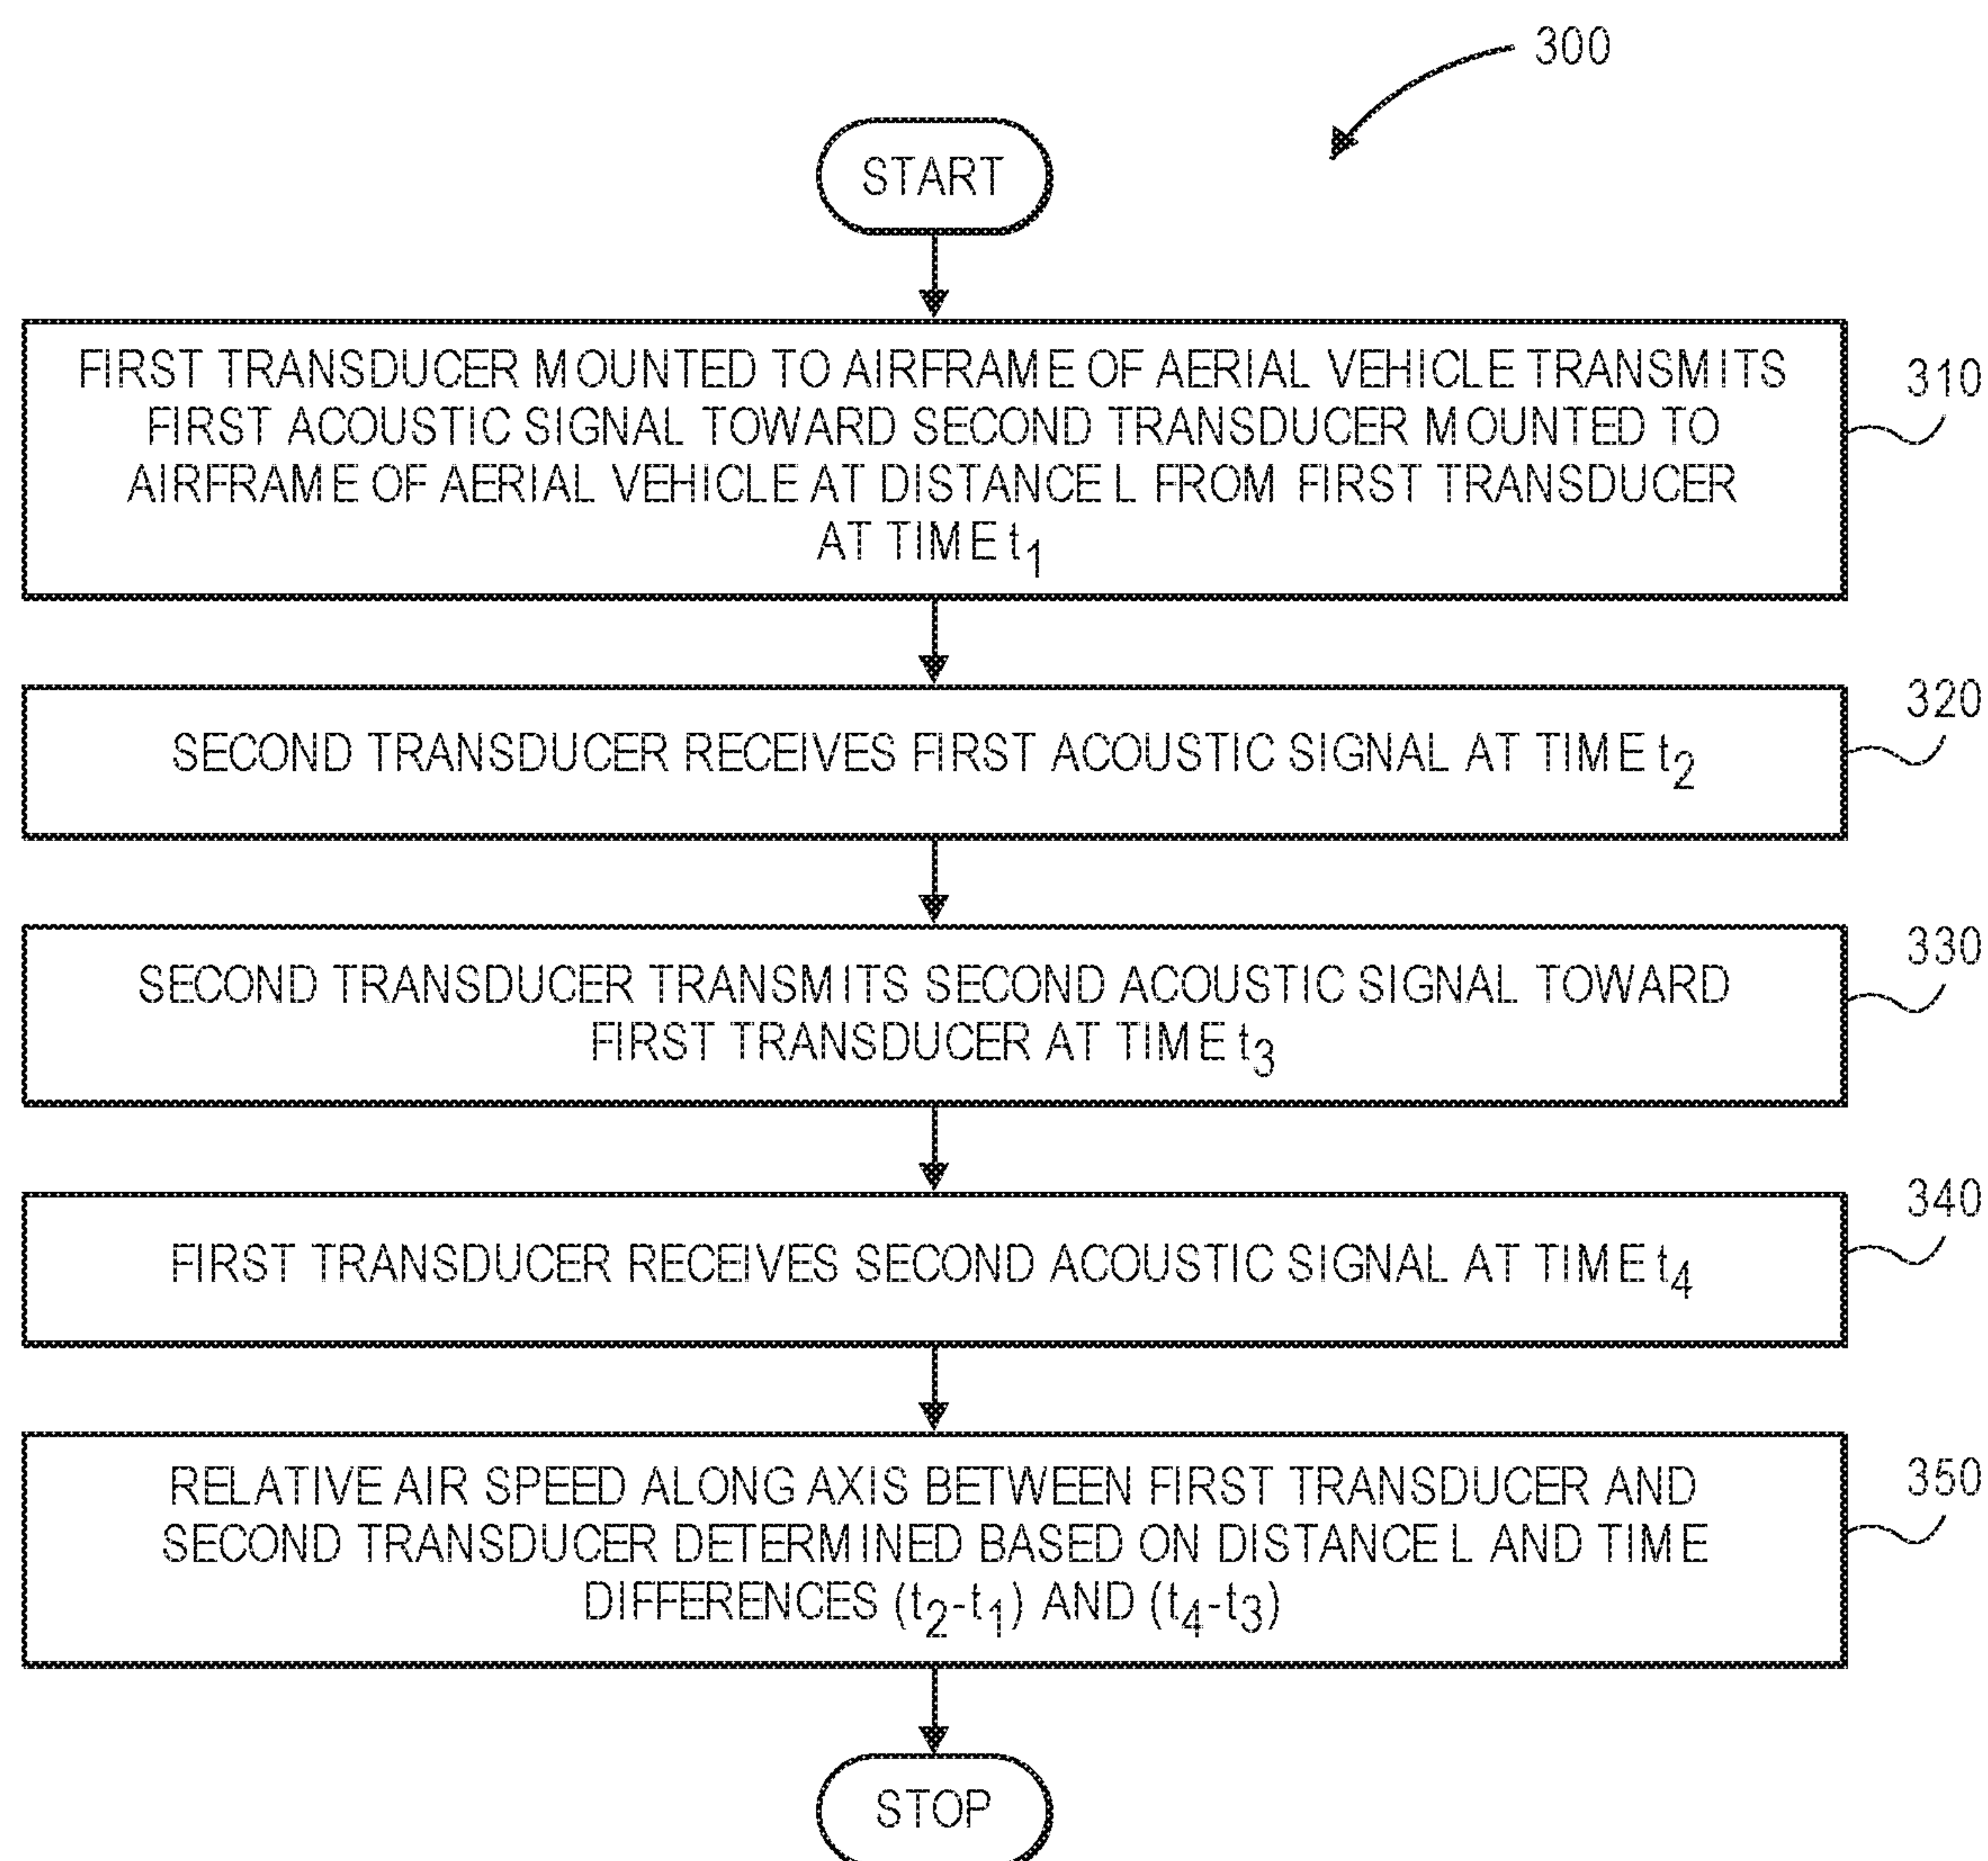 300
START
FIRST TRANSDUCER MOUNTED TO AIRFRAME OF AERIAL VEHICLE TRANSMITS
FIRST ACOUSTIC SIGNAL TOWARD SECOND TRANSDUCER MOUNTED TO
AIRFRAME OF AERIAL VEHICLE AT DISTANCE L FROM FIRST TRANSDUCER
AT TIME t₁
310
SECOND TRANSDUCER RECEIVES FIRST ACOUSTIC SIGNAL AT TIME t₂
320
SECOND TRANSDUCER TRANSMITS SECOND ACOUSTIC SIGNAL TOWARD
FIRST TRANSDUCER AT TIME t₃
330
FIRST TRANSDUCER RECEIVES SECOND ACOUSTIC SIGNAL AT TIME t₄
340
RELATIVE AIR SPEED ALONG AXIS BETWEEN FIRST TRANSDUCER AND
SECOND TRANSDUCER DETERMINED BASED ON DISTANCE L AND TIME
DIFFERENCES (t₂-t₁) AND (t₄-t₃)
350
STOP